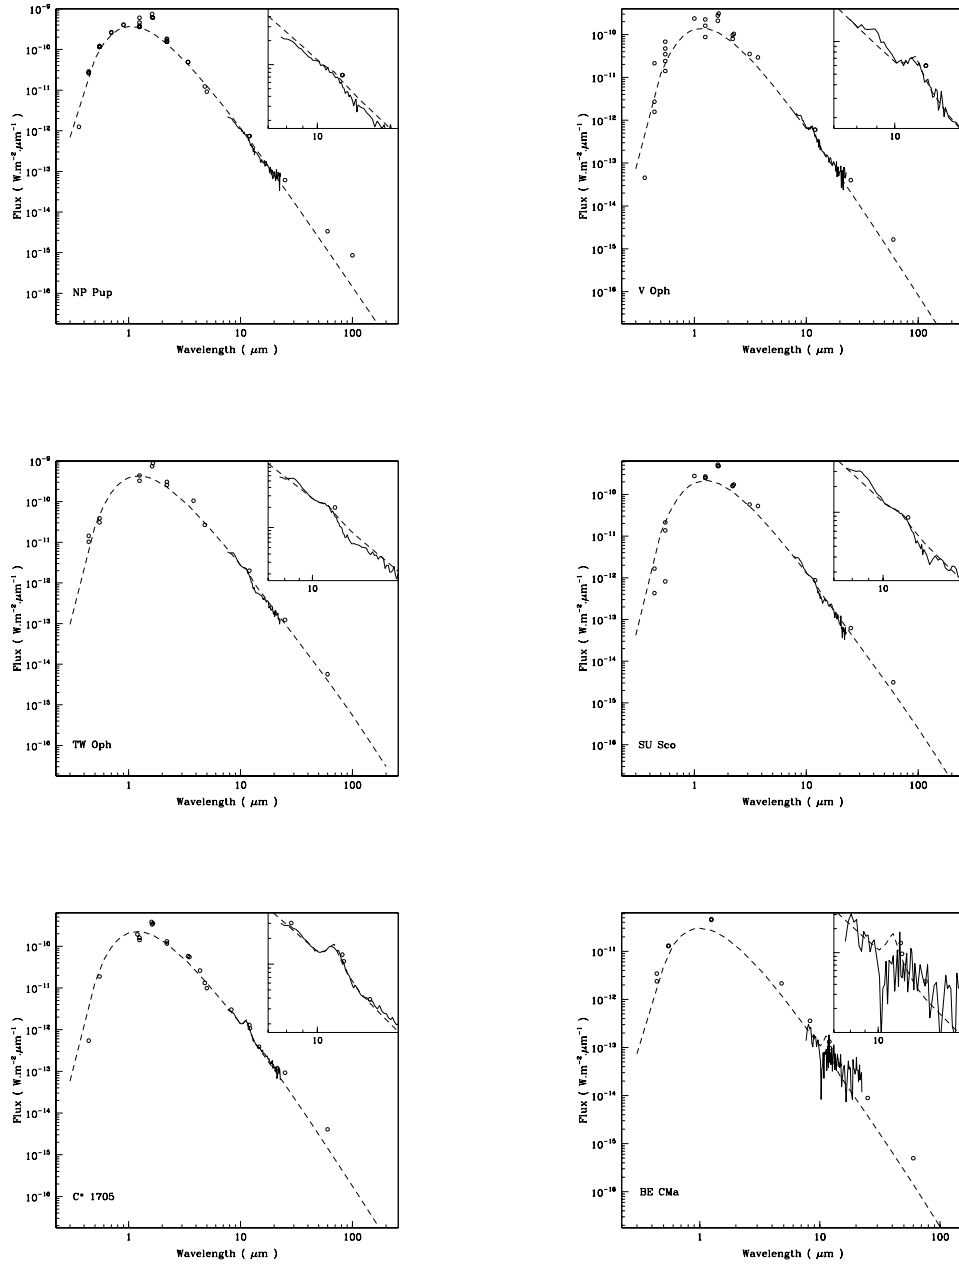 10⁻⁹
10⁻¹⁰
10⁻¹¹
10⁻¹²
10⁻¹³
10⁻¹⁴
10⁻¹⁵
10⁻¹⁶
Flux ( W.m⁻².μm⁻¹ )
10
NP Pup
1 10 100
Wavelength ( μm )
10⁻¹⁰
10⁻¹¹
10⁻¹²
10⁻¹³
10⁻¹⁴
10⁻¹⁵
10⁻¹⁶
Flux ( W.m⁻².μm⁻¹ )
10
V Oph
1 10 100
Wavelength ( μm )
10⁻⁹
10⁻¹⁰
10⁻¹¹
10⁻¹²
10⁻¹³
10⁻¹⁴
10⁻¹⁵
10⁻¹⁶
Flux ( W.m⁻².μm⁻¹ )
10
TW Oph
1 10 100
Wavelength ( μm )
10⁻¹⁰
10⁻¹¹
10⁻¹²
10⁻¹³
10⁻¹⁴
10⁻¹⁵
10⁻¹⁶
Flux ( W.m⁻².μm⁻¹ )
10
SU Sco
1 10 100
Wavelength ( μm )
10⁻¹⁰
10⁻¹¹
10⁻¹²
10⁻¹³
10⁻¹⁴
10⁻¹⁵
10⁻¹⁶
Flux ( W.m⁻².μm⁻¹ )
10
C* 1705
1 10 100
Wavelength ( μm )
10⁻¹¹
10⁻¹²
10⁻¹³
10⁻¹⁴
10⁻¹⁵
10⁻¹⁶
Flux ( W.m⁻².μm⁻¹ )
10
BE CMa
1 10 100
Wavelength ( μm )